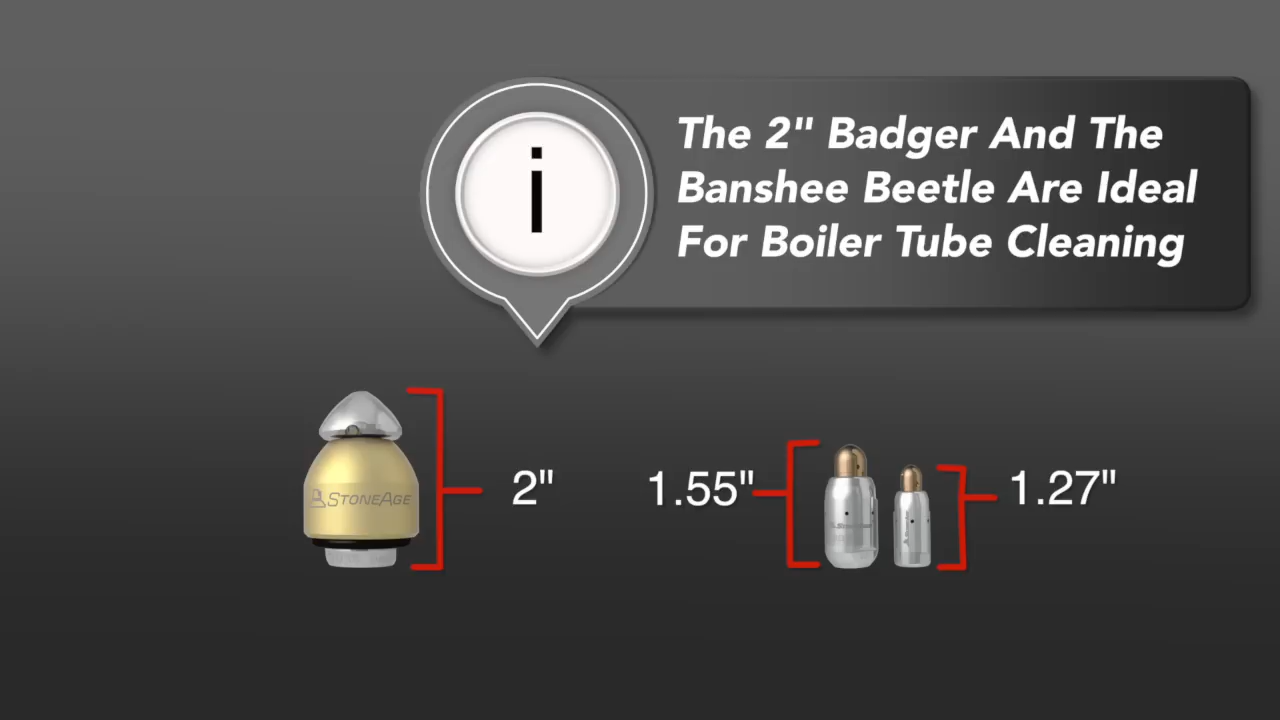 i
The 2" Badger And The
Banshee Beetle Are Ideal
For Boiler Tube Cleaning
2"
1.55"
1.27"
STONEAGE